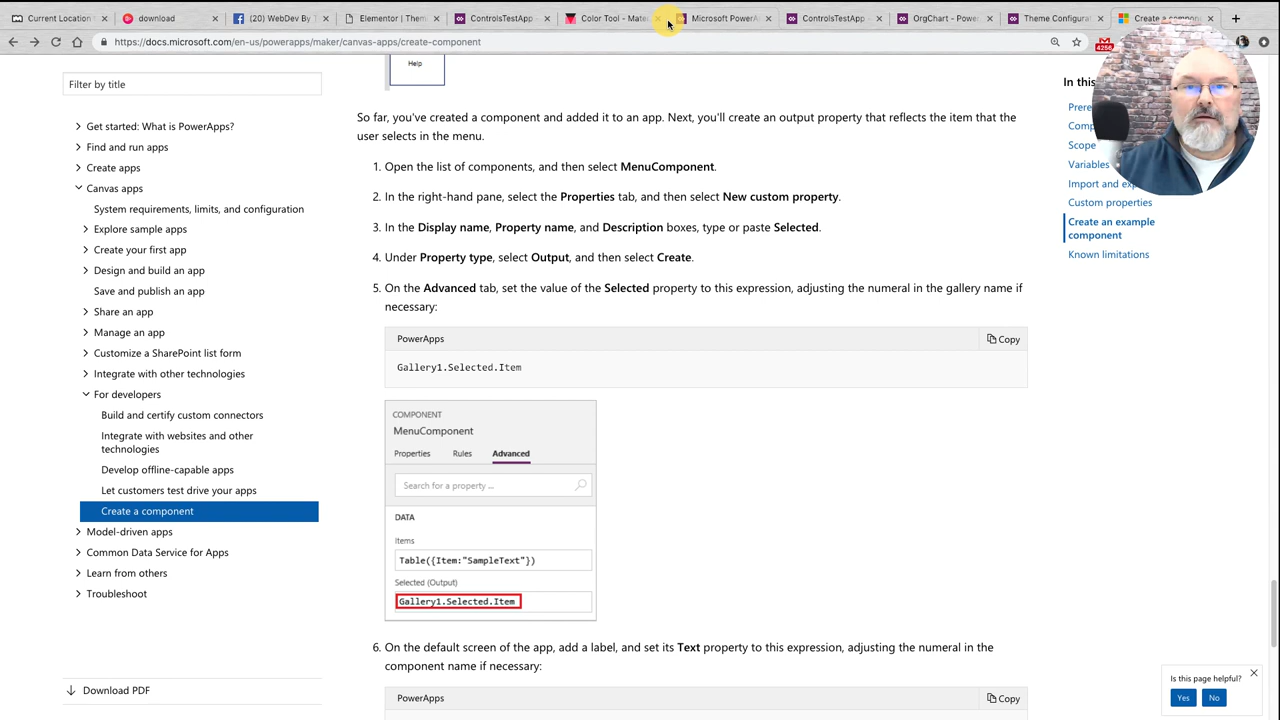 Current Location
download
(20) WebDev By T
Elementor | Them
ControlsTestApp -
Color Tool - Mate
Microsoft PowerA
ControlsTestApp -
OrgChart - Power
Theme Configurat
Create a compon
https://docs.microsoft.com/en-us/powerapps/maker/canvas-apps/create-component
4256
Filter by title
Get started: What is PowerApps?
Find and run apps
Create apps
Canvas apps
System requirements, limits, and configuration
Explore sample apps
Create your first app
Design and build an app
Save and publish an app
Share an app
Manage an app
Customize a SharePoint list form
Integrate with other technologies
For developers
Build and certify custom connectors
Integrate with websites and other
technologies
Develop offline-capable apps
Let customers test drive your apps
Create a component
Model-driven apps
Common Data Service for Apps
Learn from others
Troubleshoot
Download PDF
Help
So far, you've created a component and added it to an app. Next, you'll create an output property that reflects the item that the
user selects in the menu.
1. Open the list of components, and then select MenuComponent.
2. In the right-hand pane, select the Properties tab, and then select New custom property.
3. In the Display name, Property name, and Description boxes, type or paste Selected.
4. Under Property type, select Output, and then select Create.
5. On the Advanced tab, set the value of the Selected property to this expression, adjusting the numeral in the gallery name if
necessary:
PowerApps
Copy
Gallery1.Selected.Item
COMPONENT
MenuComponent
Properties Rules Advanced
Search for a property ...
DATA
Items
Table({Item:"SampleText"})
Selected (Output)
Gallery1.Selected.Item
6. On the default screen of the app, add a label, and set its Text property to this expression, adjusting the numeral in the
component name if necessary:
PowerApps
Copy
In this
Prere
Comp
Scope
Variables
Import and exp
Custom properties
Create an example
component
Known limitations
Is this page helpful?
Yes No